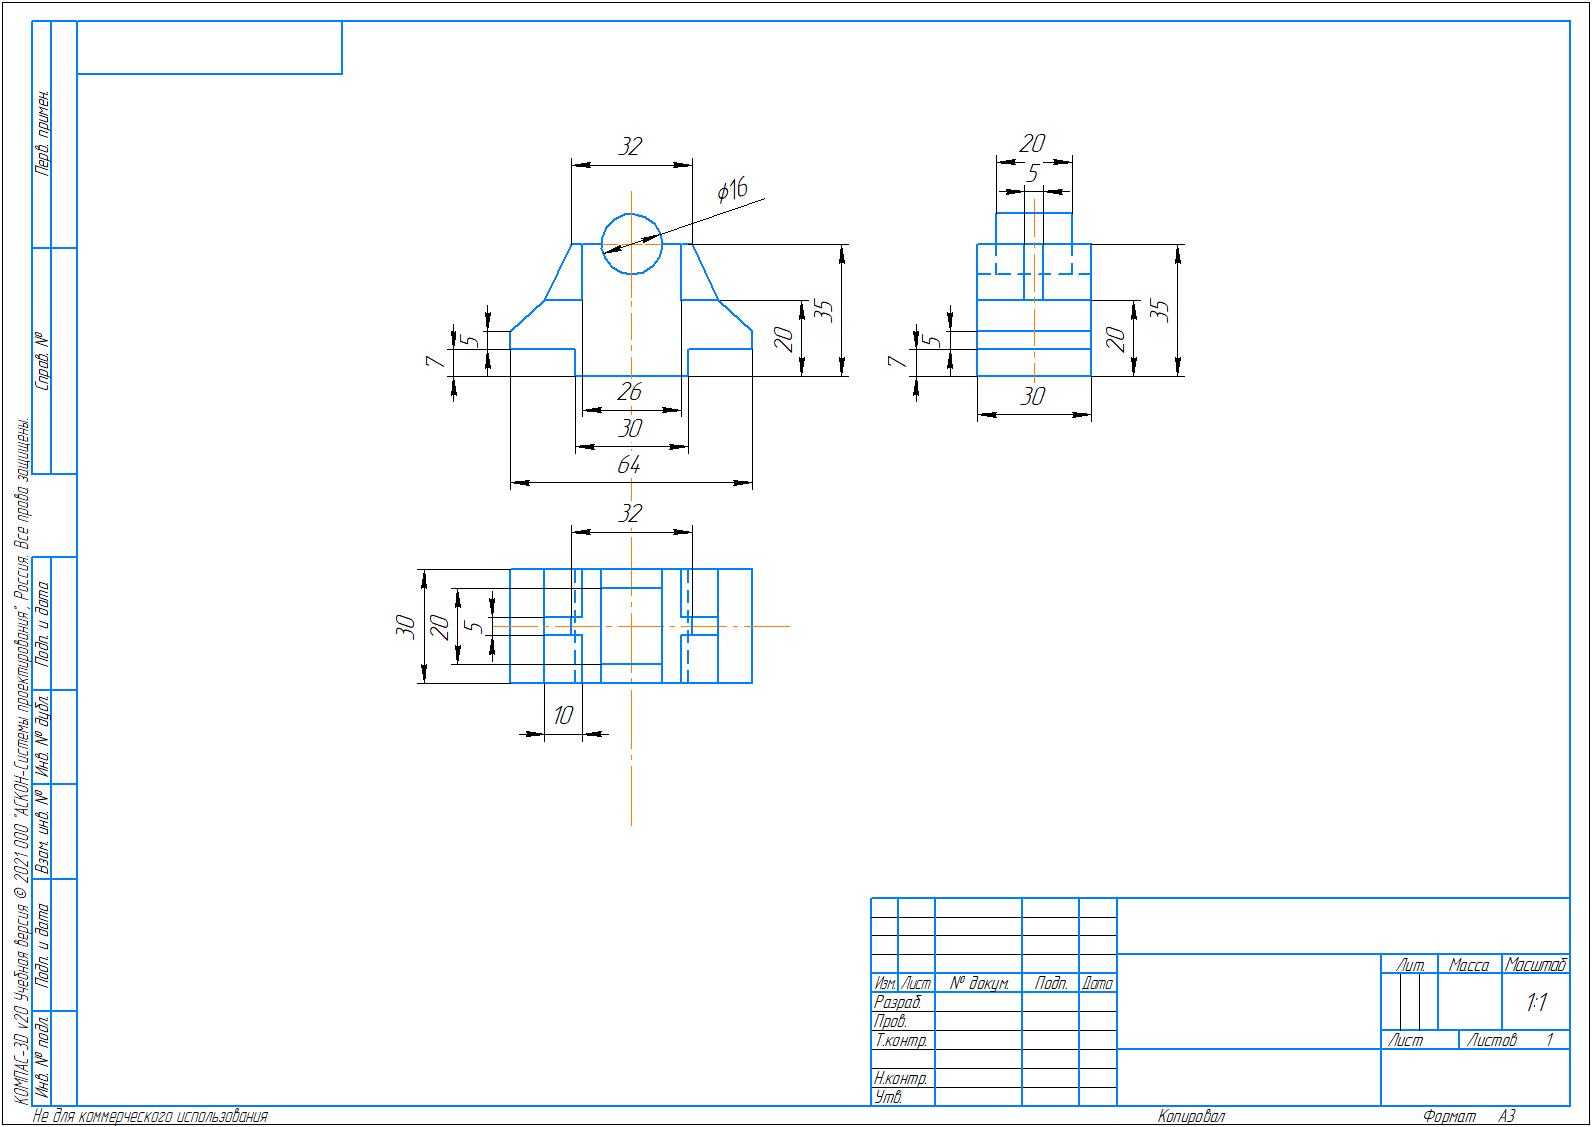 Перв. примен.
Справ. №
Подп. и дата
Инв. № дубл.
Взам. инв. №
Подп. и дата
Инв. № подл.
КОМПАС-3D v20 Учебная версия © 2021 ООО "АСКОН-Системы проектирования", Россия. Все права защищены.
32
ϕ16
35
20
5
7
26
30
64
20
5
35
20
5
7
30
32
30
20
5
10
Лит. Масса Масштаб
Изм. Лист № докум. Подп. Дата
Разраб. 1:1
Пров.
Т.контр. Лист Листов 1
Н.контр.
Утв.
Не для коммерческого использования Копировал Формат А3